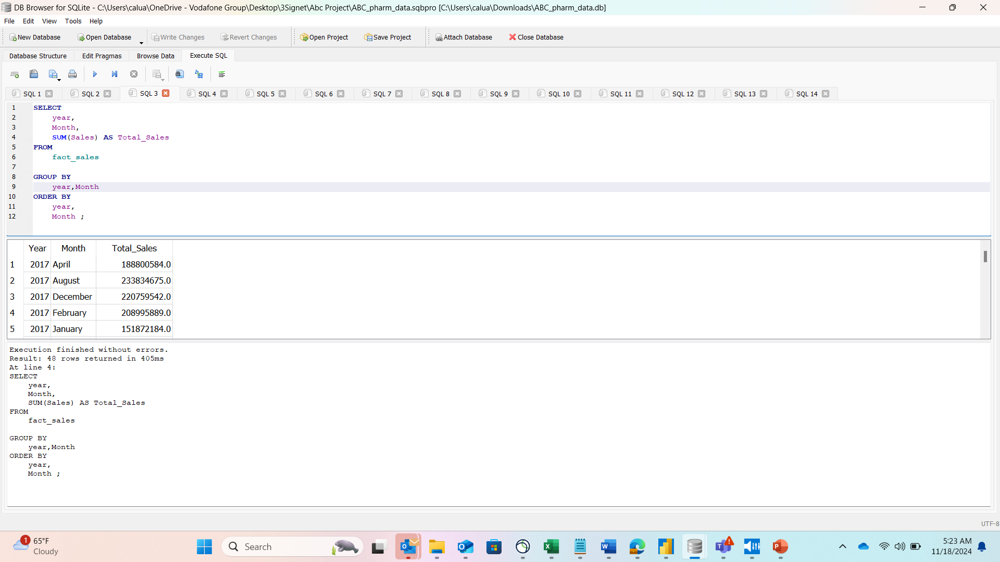 DB Browser for SQLite - C:\Users\calua\OneDrive - Vodafone Group\Desktop\3Signet\Abc Project\ABC_pharm_data.sqbpro [C:\Users\calua\Downloads\ABC_pharm_data.db]
File Edit View Tools Help
New Database Open Database Write Changes Revert Changes Open Project Save Project Attach Database Close Database
Database Structure Edit Pragmas Browse Data Execute SQL
SQL 1 SQL 2 SQL 3 SQL 4 SQL 5 SQL 6 SQL 7 SQL 8 SQL 9 SQL 10 SQL 11 SQL 12 SQL 13 SQL 14
1 SELECT
2 year,
3 Month,
4 SUM(Sales) AS Total_Sales
5 FROM
6 fact_sales
7
8 GROUP BY
9 year,Month
10 ORDER BY
11 year,
12 Month ;
Year Month Total_Sales
1 2017 April 188800584.0
2 2017 August 233834675.0
3 2017 December 220759542.0
4 2017 February 208995889.0
5 2017 January 151872184.0
Execution finished without errors.
Result: 48 rows returned in 405ms
At line 4:
SELECT
year,
Month,
SUM(Sales) AS Total_Sales
FROM
fact_sales
GROUP BY
year,Month
ORDER BY
year,
Month ;
UTF-8
1
65°F
Cloudy
Search
5:23 AM
11/18/2024